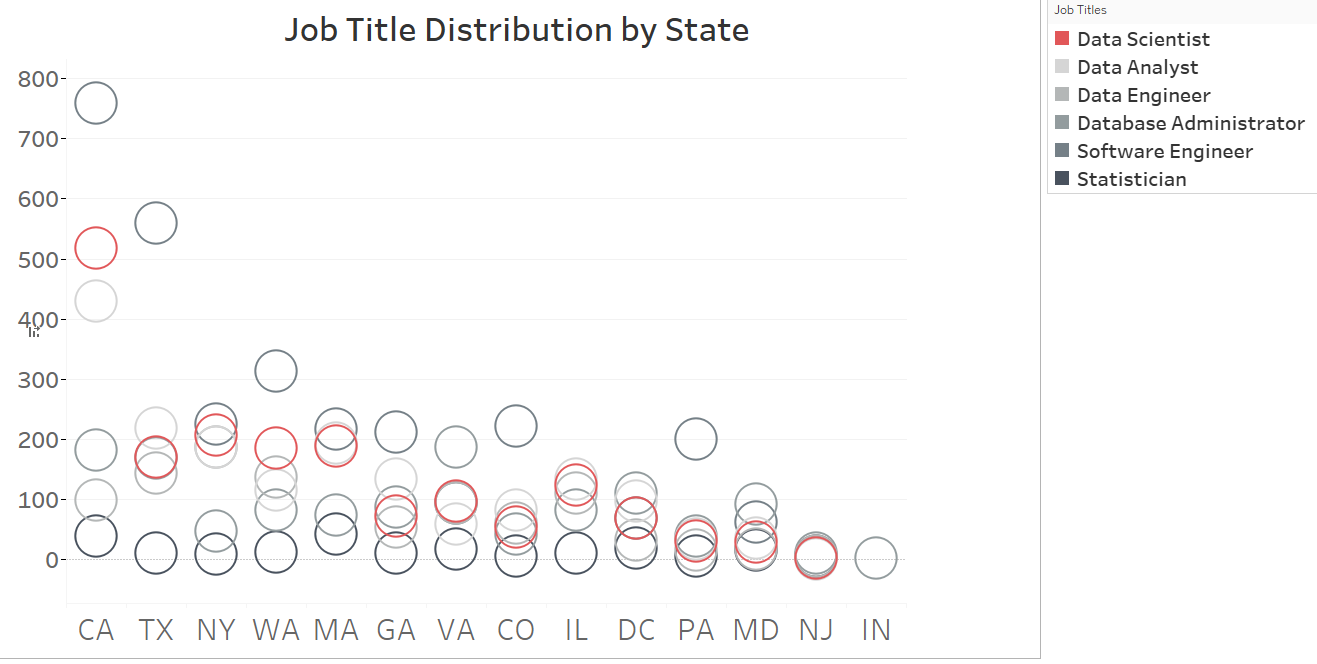 Job Title Distribution by State
800
700
600
500
400
300
200
100
0
CA TX NY WA MA GA VA CO IL DC PA MD NJ IN
Job Titles
Data Scientist
Data Analyst
Data Engineer
Database Administrator
Software Engineer
Statistician